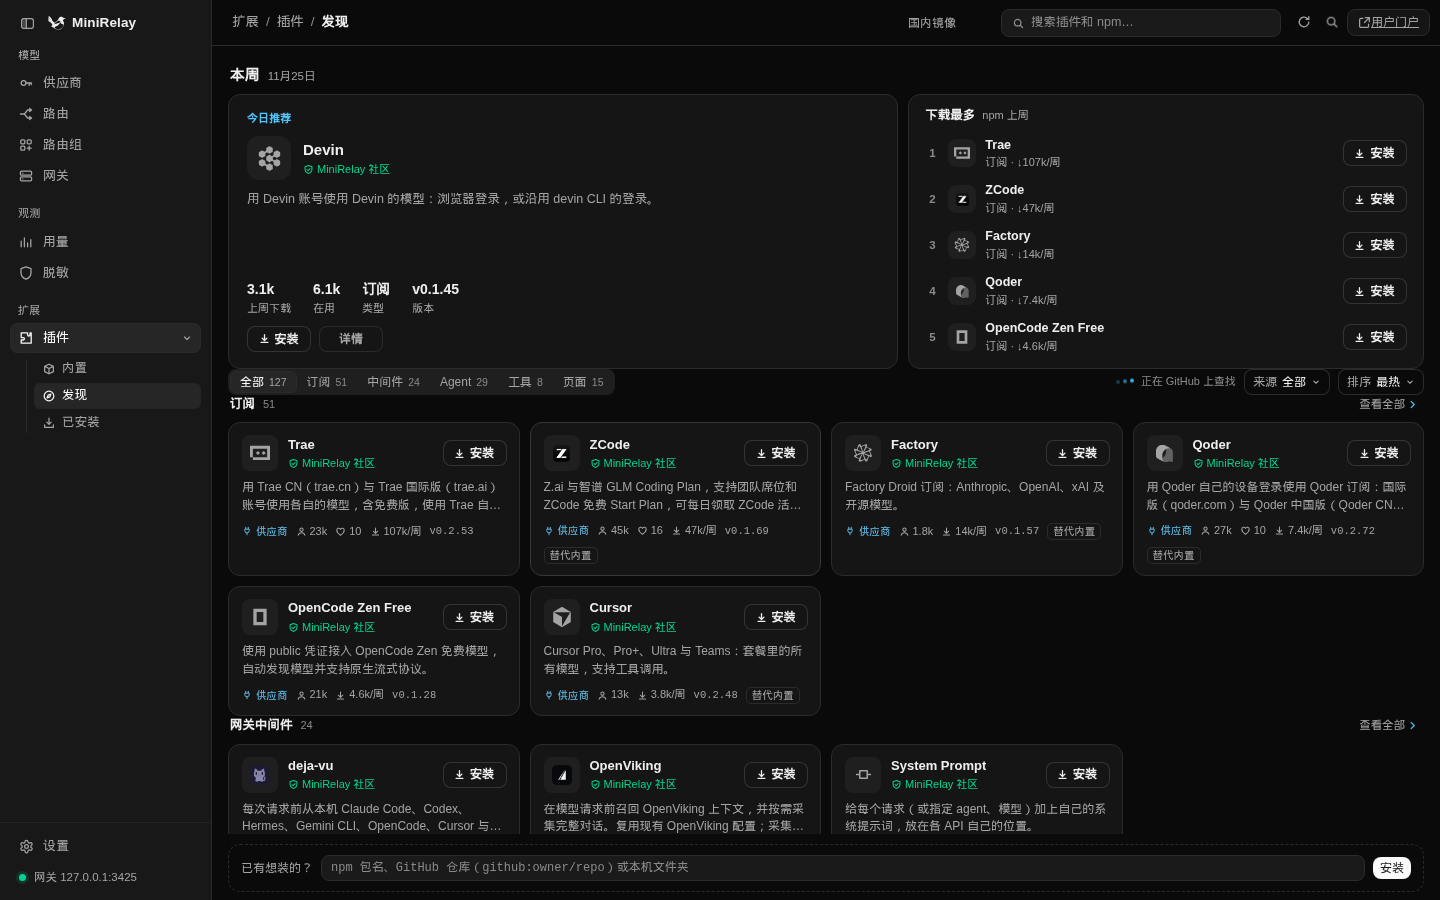 MiniRelay
扩展 / 插件 / 发现
国内镜像
搜索插件和 npm…
用户门户
模型
供应商
路由
路由组
网关
观测
用量
脱敏
扩展
插件
内置
发现
已安装
设置
网关 127.0.0.1:3425
本周 11月25日
今日推荐
Devin
MiniRelay 社区
用 Devin 账号使用 Devin 的模型：浏览器登录，或沿用 devin CLI 的登录。
3.1k 6.1k 订阅 v0.1.45
上周下载 在用 类型 版本
安装 详情
下载最多 npm 上周
1 Trae 安装
订阅 · ↓107k/周
2 ZCode 安装
订阅 · ↓47k/周
3 Factory 安装
订阅 · ↓14k/周
4 Qoder 安装
订阅 · ↓7.4k/周
5 OpenCode Zen Free 安装
订阅 · ↓4.6k/周
全部 127 订阅 51 中间件 24 Agent 29 工具 8 页面 15
正在 GitHub 上查找 来源 全部 排序 最热
订阅 51 查看全部
Trae 安装
MiniRelay 社区
用 Trae CN（trae.cn）与 Trae 国际版（trae.ai）
账号使用各自的模型，含免费版，使用 Trae 自…
供应商 23k 10 107k/周 v0.2.53
ZCode 安装
MiniRelay 社区
Z.ai 与智谱 GLM Coding Plan，支持团队席位和
ZCode 免费 Start Plan，可每日领取 ZCode 活…
供应商 45k 16 47k/周 v0.1.69
替代内置
Factory 安装
MiniRelay 社区
Factory Droid 订阅：Anthropic、OpenAI、xAI 及
开源模型。
供应商 1.8k 14k/周 v0.1.57 替代内置
Qoder 安装
MiniRelay 社区
用 Qoder 自己的设备登录使用 Qoder 订阅：国际
版（qoder.com）与 Qoder 中国版（Qoder CN…
供应商 27k 10 7.4k/周 v0.2.72
替代内置
OpenCode Zen Free 安装
MiniRelay 社区
使用 public 凭证接入 OpenCode Zen 免费模型，
自动发现模型并支持原生流式协议。
供应商 21k 4.6k/周 v0.1.28
Cursor 安装
MiniRelay 社区
Cursor Pro、Pro+、Ultra 与 Teams：套餐里的所
有模型，支持工具调用。
供应商 13k 3.8k/周 v0.2.48 替代内置
网关中间件 24 查看全部
deja-vu 安装
MiniRelay 社区
每次请求前从本机 Claude Code、Codex、
Hermes、Gemini CLI、OpenCode、Cursor 与…
OpenViking 安装
MiniRelay 社区
在模型请求前召回 OpenViking 上下文，并按需采
集完整对话。复用现有 OpenViking 配置；采集…
System Prompt 安装
MiniRelay 社区
给每个请求（或指定 agent、模型）加上自己的系
统提示词，放在各 API 自己的位置。
已有想装的？ npm 包名、GitHub 仓库（github:owner/repo）或本机文件夹 安装